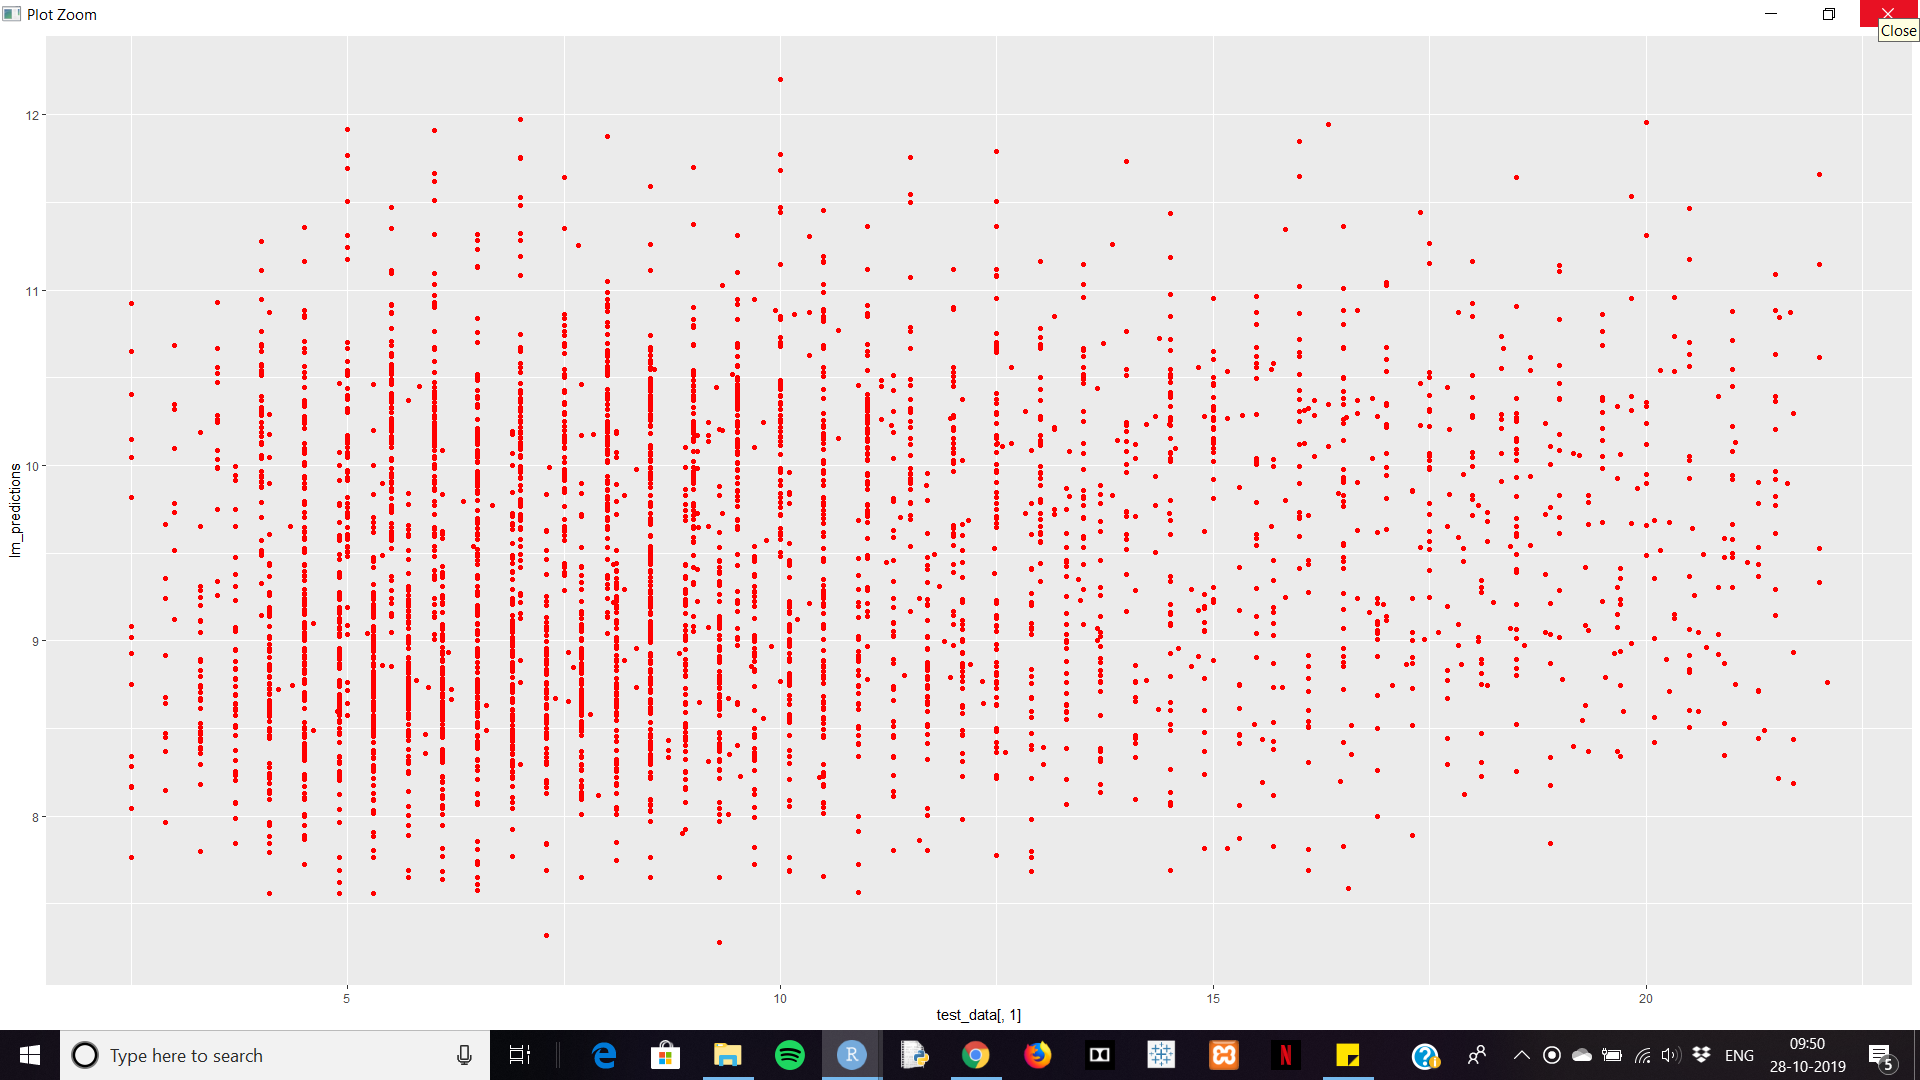 Plot Zoom
Close
12
11
10
9
8
lm_predictions
5
10
15
20
test_data[, 1]
Type here to search
R
N
ENG
09:50
28-10-2019
5